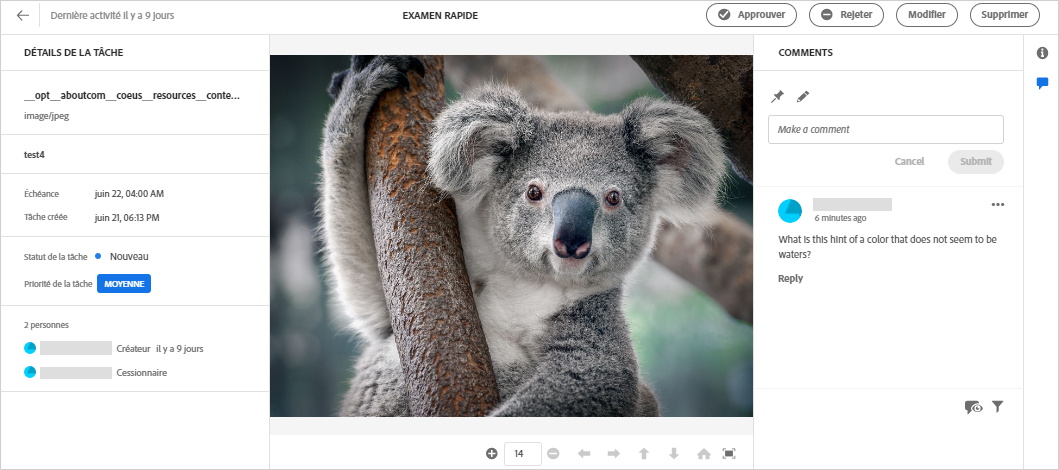 Dernière activité il y a 9 jours
EXAMEN RAPIDE
Approuver
Rejeter
Modifier
Supprimer
DÉTAILS DE LA TÂCHE
__opt__aboutcom__coeus__resources__conte...
image/jpeg
test4
Échéance juin 22, 04:00 AM
Tâche créée juin 21, 06:13 PM
Statut de la tâche Nouveau
Priorité de la tâche MOYENNE
2 personnes
Créateur il y a 9 jours
Cessionnaire
14
COMMENTS
Make a comment
Cancel
Submit
6 minutes ago
What is this hint of a color that does not seem to be
waters?
Reply